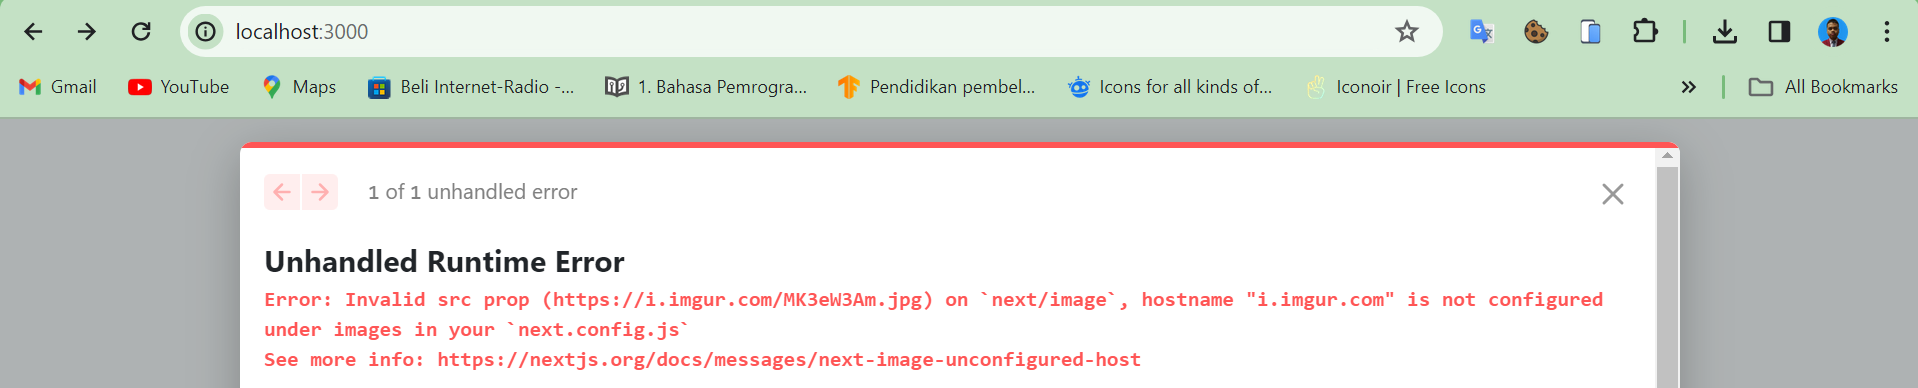 localhost:3000
Gmail YouTube Maps Beli Internet-Radio -... 1. Bahasa Pemrogra... Pendidikan pembel... Icons for all kinds of... Iconoir | Free Icons » All Bookmarks
1 of 1 unhandled error
Unhandled Runtime Error
Error: Invalid src prop (https://i.imgur.com/MK3eW3Am.jpg) on `next/image`, hostname "i.imgur.com" is not configured
under images in your `next.config.js`
See more info: https://nextjs.org/docs/messages/next-image-unconfigured-host